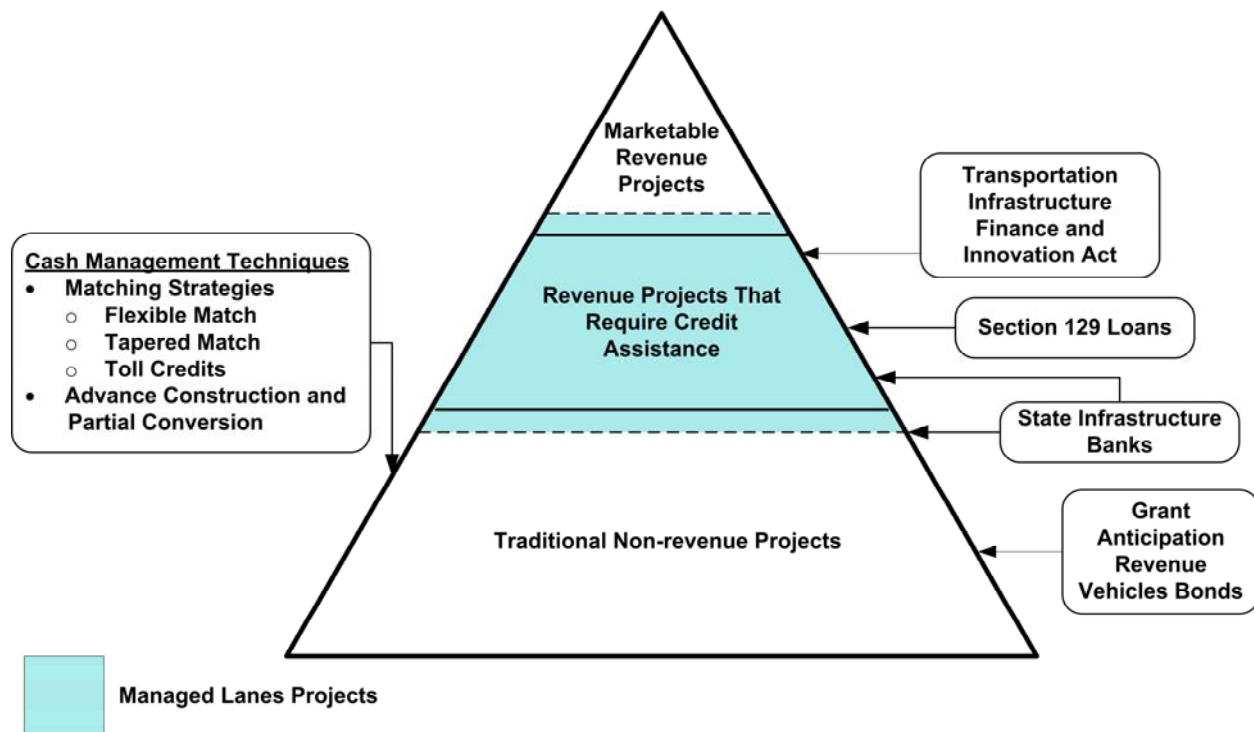 Marketable
Revenue
Projects
Transportation
Infrastructure
Finance and
Innovation Act
Cash Management Techniques
• Matching Strategies
o Flexible Match
o Tapered Match
o Toll Credits
• Advance Construction and
Partial Conversion
Revenue Projects That
Require Credit
Assistance
Section 129 Loans
State Infrastructure
Banks
Traditional Non-revenue Projects
Grant
Anticipation
Revenue
Vehicles Bonds
Managed Lanes Projects